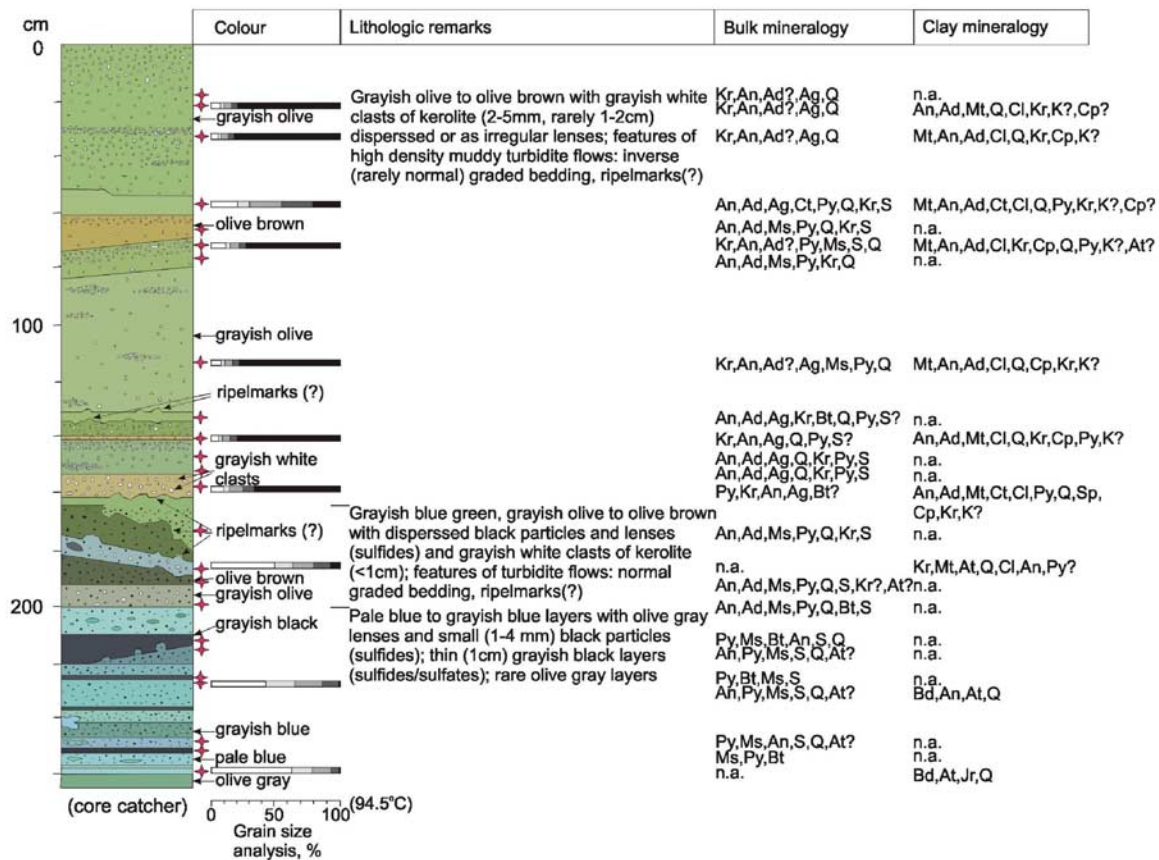 cm
0
100
200
(core catcher)
Colour
grayish olive
olive brown
grayish olive
ripelmarks (?)
grayish white
clasts
ripelmarks (?)
olive brown
grayish olive
grayish black
grayish blue
pale blue
olive gray
0 50 100
Grain size
analysis, %
Lithologic remarks
Grayish olive to olive brown with grayish white
clasts of kerolite (2-5mm, rarely 1-2cm)
disperssed or as irregular lenses; features of
high density muddy turbidite flows: inverse
(rarely normal) graded bedding, ripelmarks(?)
Grayish blue green, grayish olive to olive brown
with disperssed black particles and lenses
(sulfides) and grayish white clasts of kerolite
(<1cm); features of turbidite flows: normal
graded bedding, ripelmarks(?)
Pale blue to grayish blue layers with olive gray
lenses and small (1-4 mm) black particles
(sulfides); thin (1cm) grayish black layers
(sulfides/sulfates); rare olive gray layers
(94.5°C)
Bulk mineralogy
Kr,An,Ad?,Ag,Q
Kr,An,Ad?,Ag,Q
Kr,An,Ad?,Ag,Q
An,Ad,Ag,Ct,Py,Q,Kr,S
An,Ad,Ms,Py,Q,Kr,S
Kr,An,Ad?,Py,Ms,S,Q
An,Ad,Ms,Py,Kr,Q
Kr,An,Ad?,Ag,Ms,Py,Q
An,Ad,Ag,Kr,Bt,Q,Py,S?
Kr,An,Ag,Q,Py,S?
An,Ad,Ag,Q,Kr,Py,S
An,Ad,Ag,Q,Kr,Py,S
Py,Kr,An,Ag,Bt?
An,Ad,Ms,Py,Q,Kr,S
n.a.
An,Ad,Ms,Py,Q,S,Kr?,At?
An,Ad,Ms,Py,Q,Bt,S
Py,Ms,Bt,An,S,Q
An,Py,Ms,S,Q,At?
Py,Bt,Ms,S
An,Py,Ms,S,Q,At?
Py,Ms,An,S,Q,At?
Ms,Py,Bt
n.a.
Clay mineralogy
n.a.
An,Ad,Mt,Q,Cl,Kr,K?,Cp?
Mt,An,Ad,Cl,Q,Kr,Cp,K?
Mt,An,Ad,Ct,Cl,Q,Py,Kr,K?,Cp?
n.a.
Mt,An,Ad,Cl,Kr,Cp,Q,Py,K?,At?
n.a.
Mt,An,Ad,Cl,Q,Cp,Kr,K?
n.a.
An,Ad,Mt,Cl,Q,Kr,Cp,Py,K?
n.a.
n.a.
An,Ad,Mt,Ct,Cl,Py,Q,Sp,
Cp,Kr,K?
n.a.
Kr,Mt,At,Q,Cl,An,Py?
n.a.
n.a.
n.a.
n.a.
n.a.
Bd,An,At,Q
n.a.
n.a.
Bd,At,Jr,Q